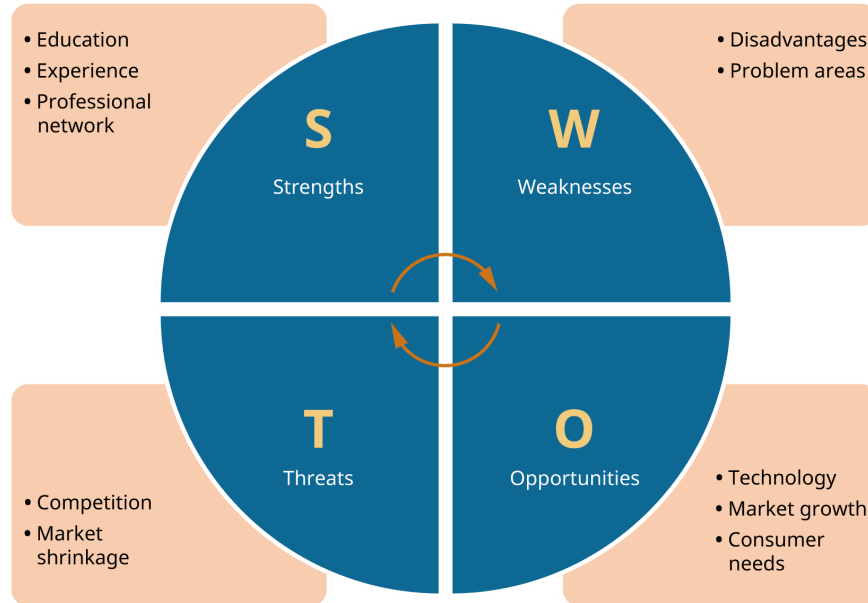 • Education
• Experience
• Professional
network
S
Strengths
W
Weaknesses
• Disadvantages
• Problem areas
• Competition
• Market
shrinkage
T
Threats
O
Opportunities
• Technology
• Market growth
• Consumer
needs